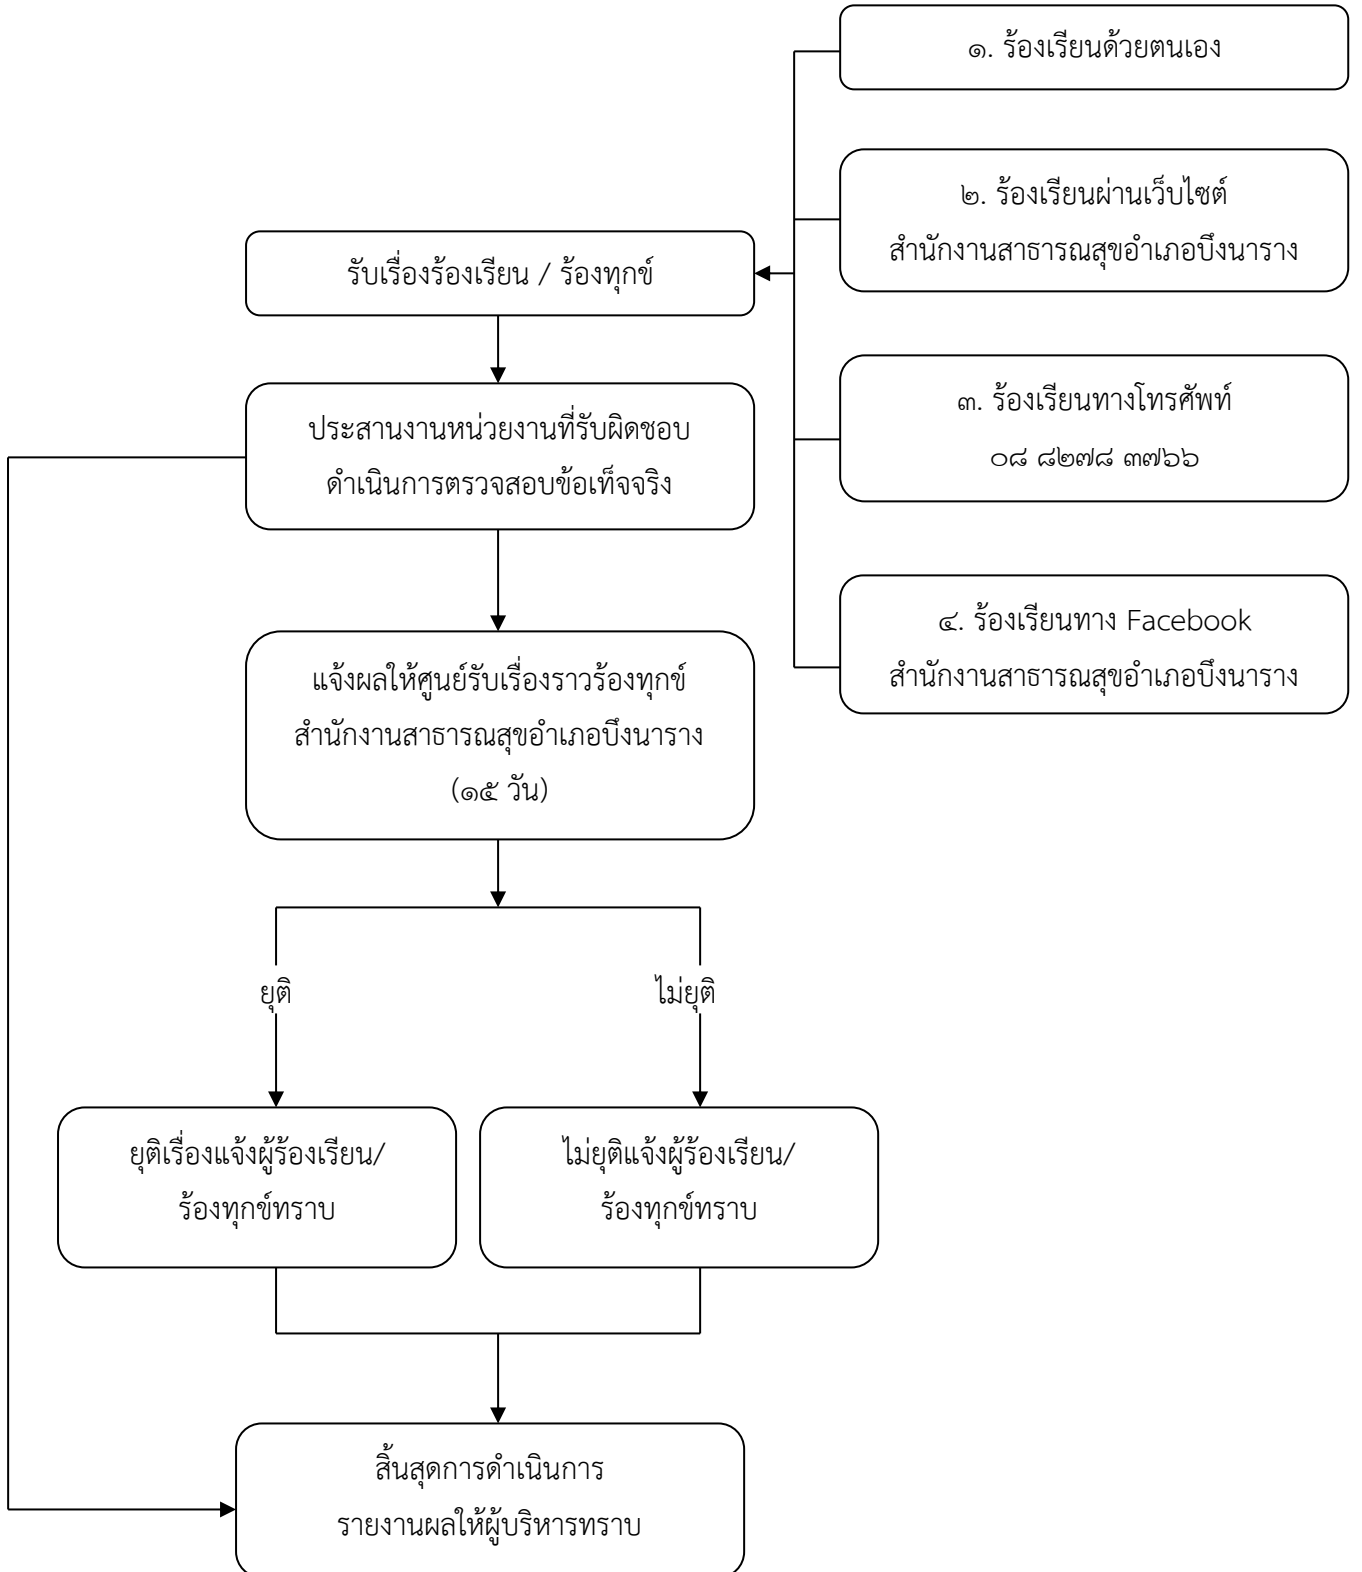 ๑. ร้องเรียนด้วยตนเอง
๒. ร้องเรียนผ่านเว็บไซต์
สำนักงานสาธารณสุขอำเภอบึงนาราง
รับเรื่องร้องเรียน / ร้องทุกข์
๓. ร้องเรียนทางโทรศัพท์
๐๘ ๘๒๗๘ ๓๗๖๖
ประสานงานหน่วยงานที่รับผิดชอบ
ดำเนินการตรวจสอบข้อเท็จจริง
๔. ร้องเรียนทาง Facebook
สำนักงานสาธารณสุขอำเภอบึงนาราง
แจ้งผลให้ศูนย์รับเรื่องราวร้องทุกข์
สำนักงานสาธารณสุขอำเภอบึงนาราง
(๑๕ วัน)
ยุติ
ไม่ยุติ
ยุติเรื่องแจ้งผู้ร้องเรียน/
ร้องทุกข์ทราบ
ไม่ยุติแจ้งผู้ร้องเรียน/
ร้องทุกข์ทราบ
สิ้นสุดการดำเนินการ
รายงานผลให้ผู้บริหารทราบ